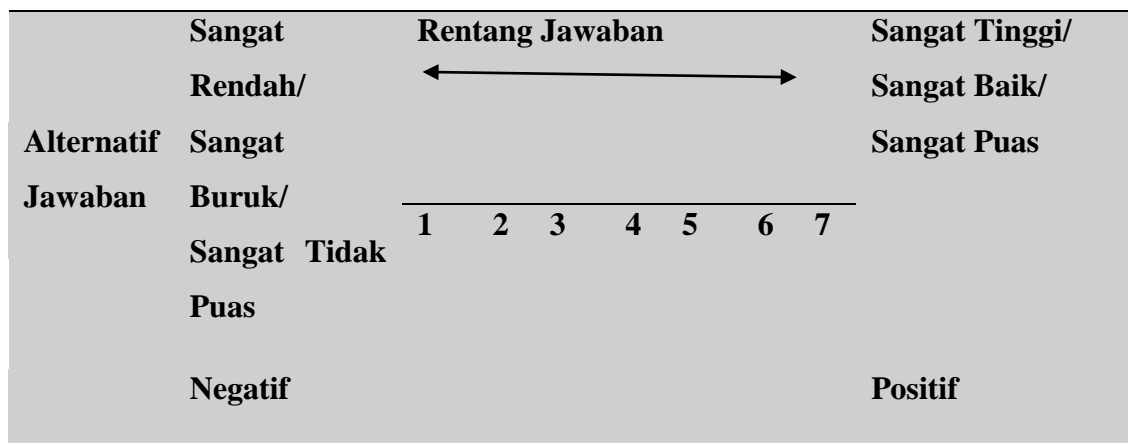 Sangat Rentang Jawaban Sangat Tinggi/
Rendah/ Sangat Baik/
Alternatif Sangat Sangat Puas
Jawaban Buruk/
1 2 3 4 5 6 7
Sangat Tidak
Puas
Negatif Positif